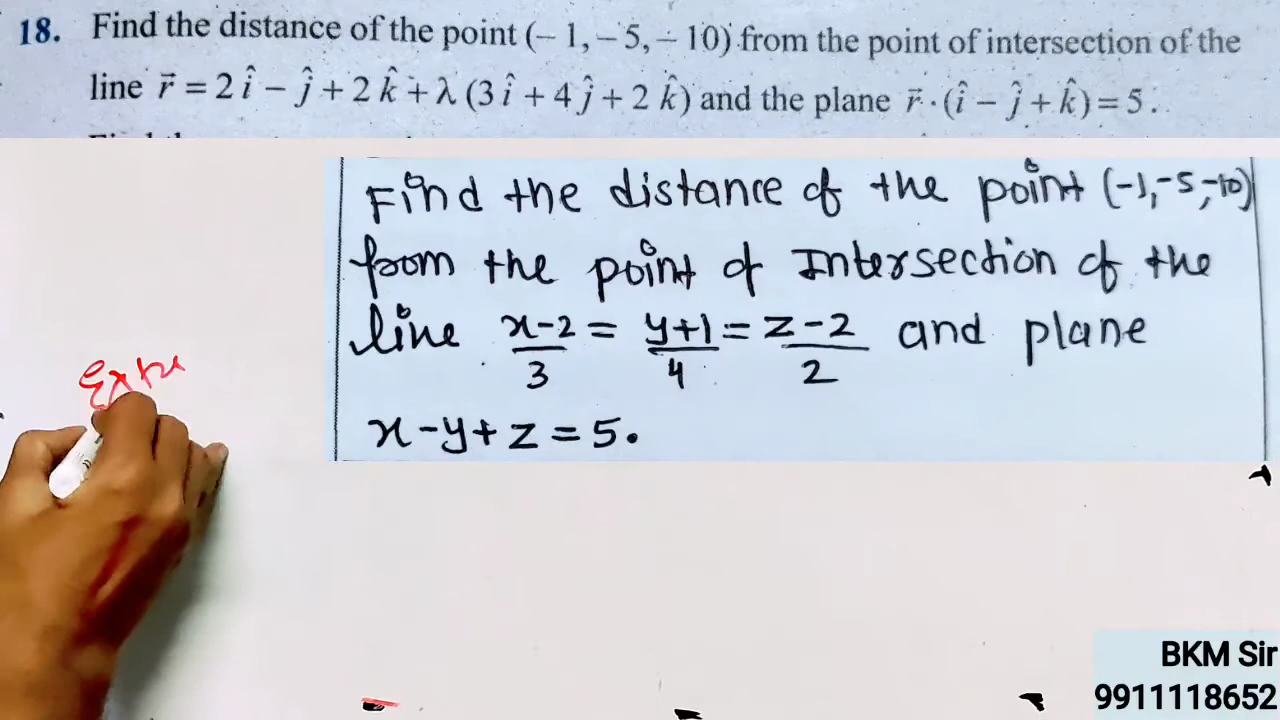 18. Find the distance of the point (– 1, – 5, – 10) from the point of intersection of the
line r⃗ = 2 î – ĵ + 2 k̂ + λ (3 î + 4 ĵ + 2 k̂) and the plane r⃗ · (î – ĵ + k̂) = 5 .
Find the distance of the point (-1,-5,-10)
from the point of Intersection of the
line x-2/3 = y+1/4 = z-2/2 and plane
x-y+z=5.
BKM Sir
9911118652